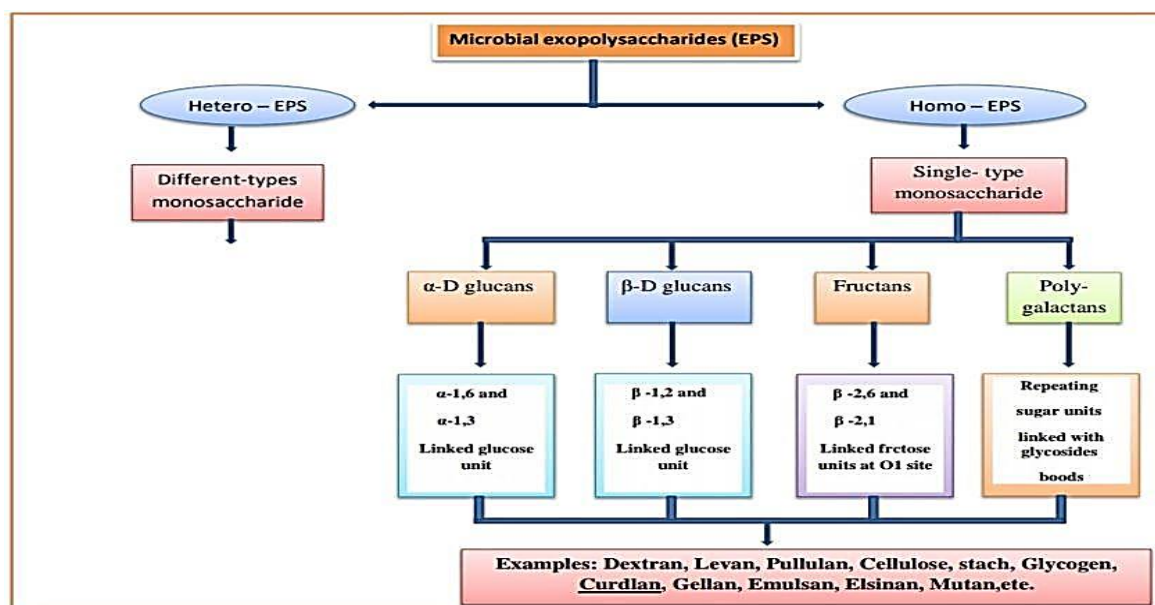 Microbial exopolysaccharides (EPS)
Hetero – EPS
Homo – EPS
Different-types
monosaccharide
Single- type
monosaccharide
α-D glucans
β-D glucans
Fructans
Poly-
galactans
α-1,6 and
α-1,3
Linked glucose
unit
β -1,2 and
β -1,3
Linked glucose
unit
β -2,6 and
β -2,1
Linked frctose
units at O1 site
Repeating
sugar units
linked with
glycosides
boods
Examples: Dextran, Levan, Pullulan, Cellulose, stach, Glycogen,
Curdlan, Gellan, Emulsan, Elsinan, Mutan,ete.